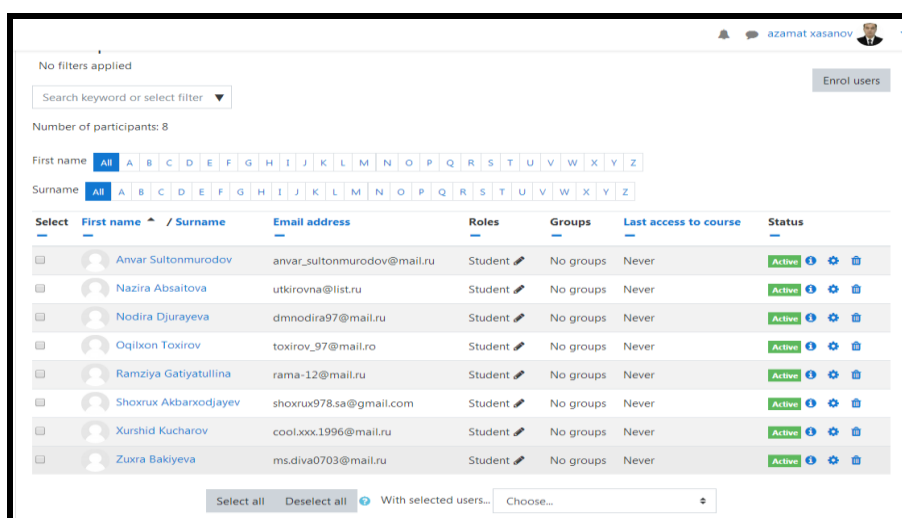 azamat xasanov
No filters applied
Enrol users
Search keyword or select filter ▼
Number of participants: 8
First name All A B C D E F G H I J K L M N O P Q R S T U V W X Y Z
Surname All A B C D E F G H I J K L M N O P Q R S T U V W X Y Z
Select First name / Surname Email address Roles Groups Last access to course Status
Anvar Sultonmurodov anvar_sultonmurodov@mail.ru Student No groups Never Active
Nazira Absaitova utkirovna@list.ru Student No groups Never Active
Nodira Djurayeva dmnodira97@mail.ru Student No groups Never Active
Oqilxon Toxirov toxirov_97@mail.ro Student No groups Never Active
Ramziya Gatiyatullina rama-12@mail.ru Student No groups Never Active
Shoxrux Akbarxodjayev shoxrux978.sa@gmail.com Student No groups Never Active
Xurshid Kucharov cool.xxx.1996@mail.ru Student No groups Never Active
Zuxra Bakiyeva ms.diva0703@mail.ru Student No groups Never Active
Select all Deselect all With selected users... Choose...